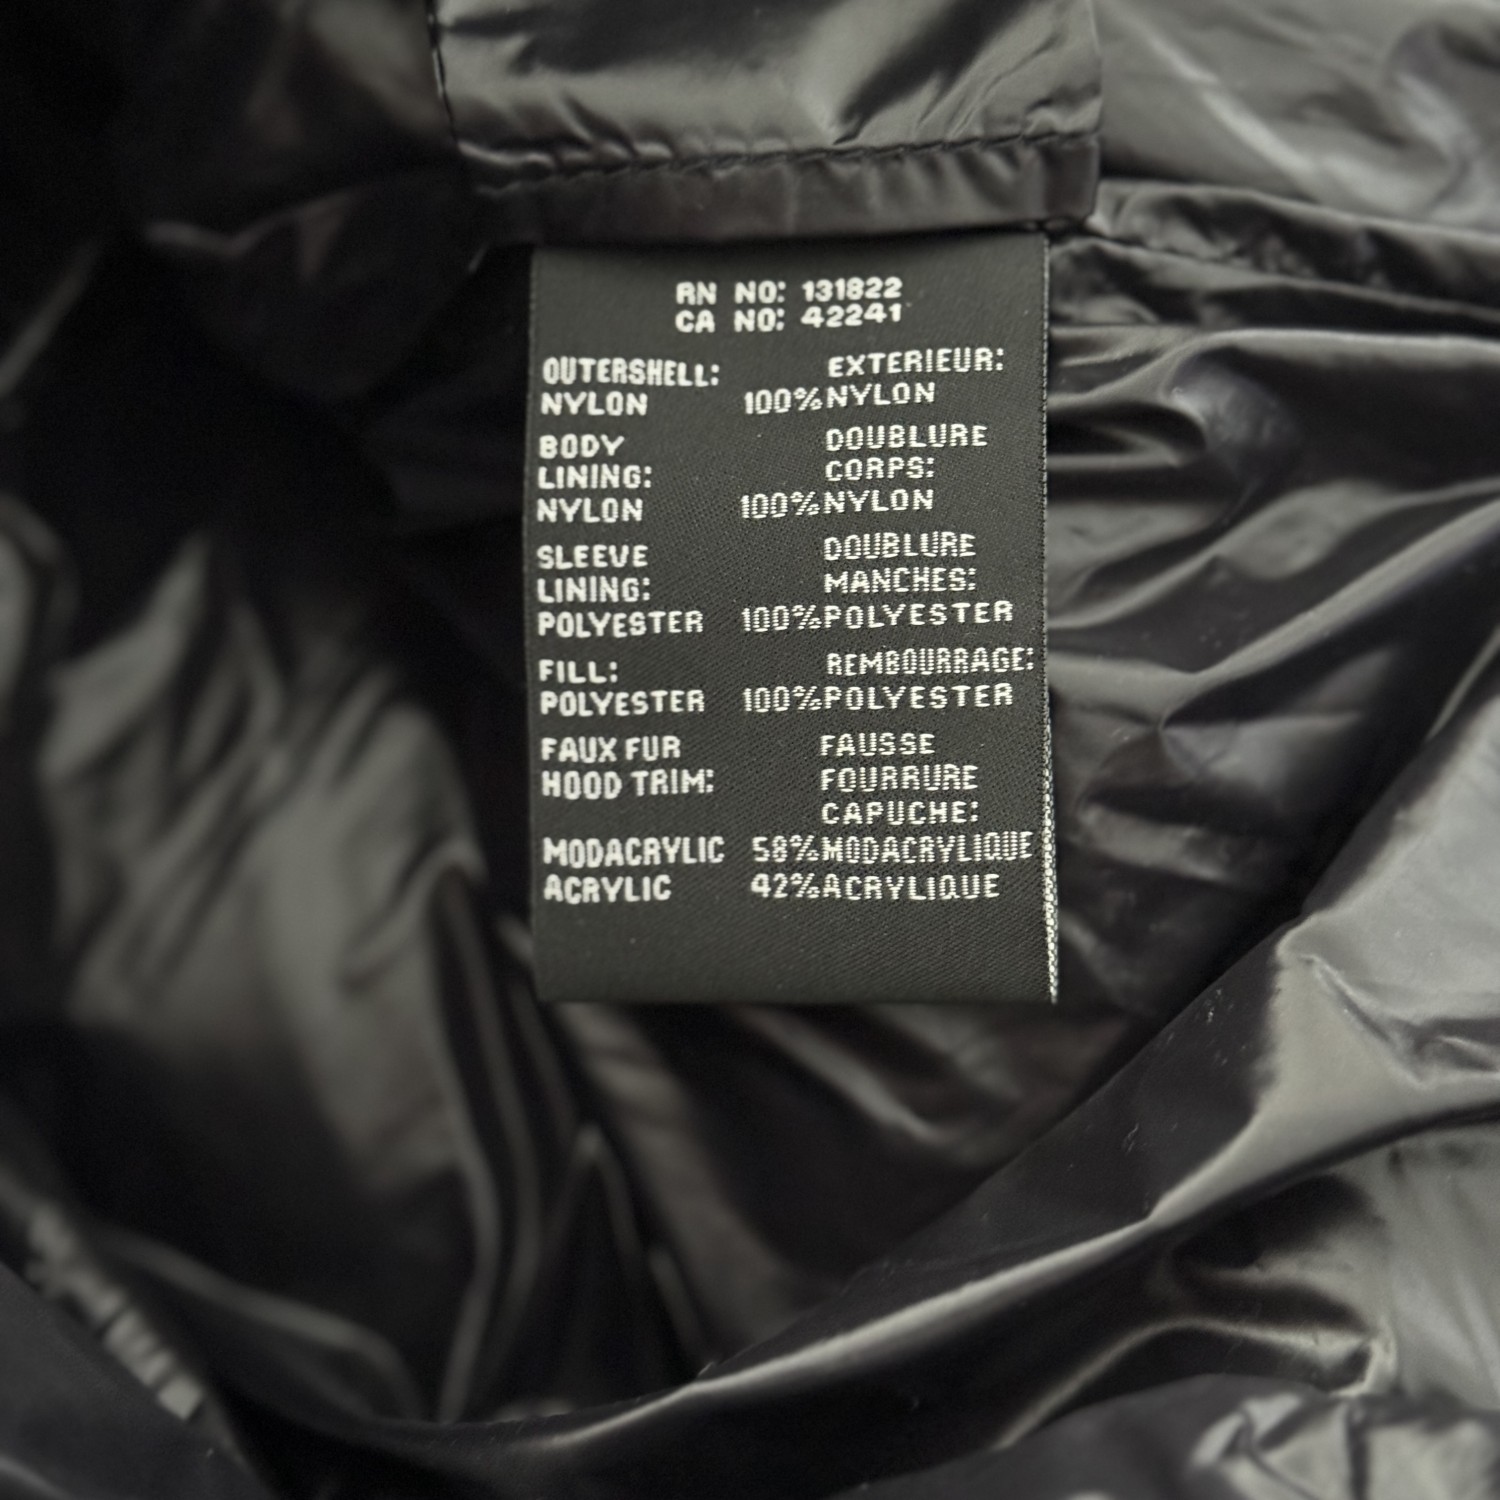 RN NO: 131822
CA NO: 42241
OUTERSHELL: EXTERIEUR:
NYLON 100% NYLON
BODY DOUBLURE
LINING: CORPS:
NYLON 100% NYLON
SLEEVE DOUBLURE
LINING: MANCHES:
POLYESTER 100% POLYESTER
FILL: REMBOURRAGE:
POLYESTER 100% POLYESTER
FAUX FUR FAUSSE
HOOD TRIM: FOURRURE
CAPUCHE:
MODACRYLIC 58% MODACRYLIQUE
ACRYLIC 42% ACRYLIQUE